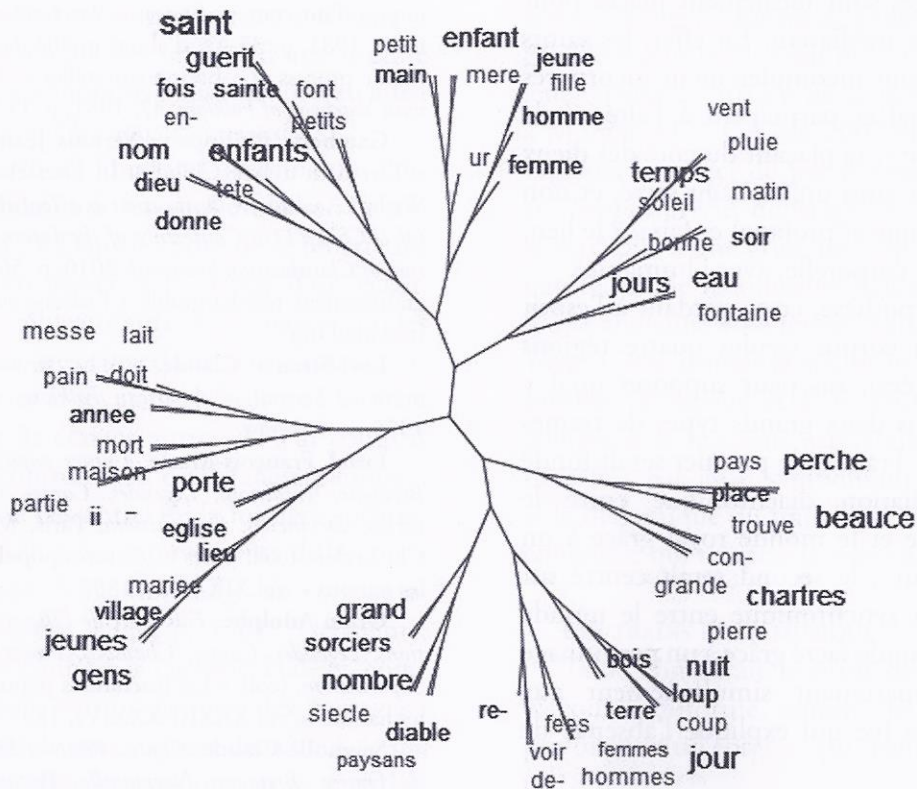 saint
guerit
fois sainte font
en- petits
nom enfants
dieu tete
donne
petit enfant
main mere jeune
fille
homme
ur femme
vent
pluie
temps
soleil matin
bonne soir
jours eau
fontaine
messe lait
pain doit
annee
mort
maison
partie ii - porte
eglise
lieu
mariee
village
jeunes
gens
pays perche
place
trouve beauce
con-
grande chartres
pierre
bois nuit
loup
terre coup
jour
grand
sorciers
nombre
siecle diable
paysans
re- fees
voir femmes
de- hommes